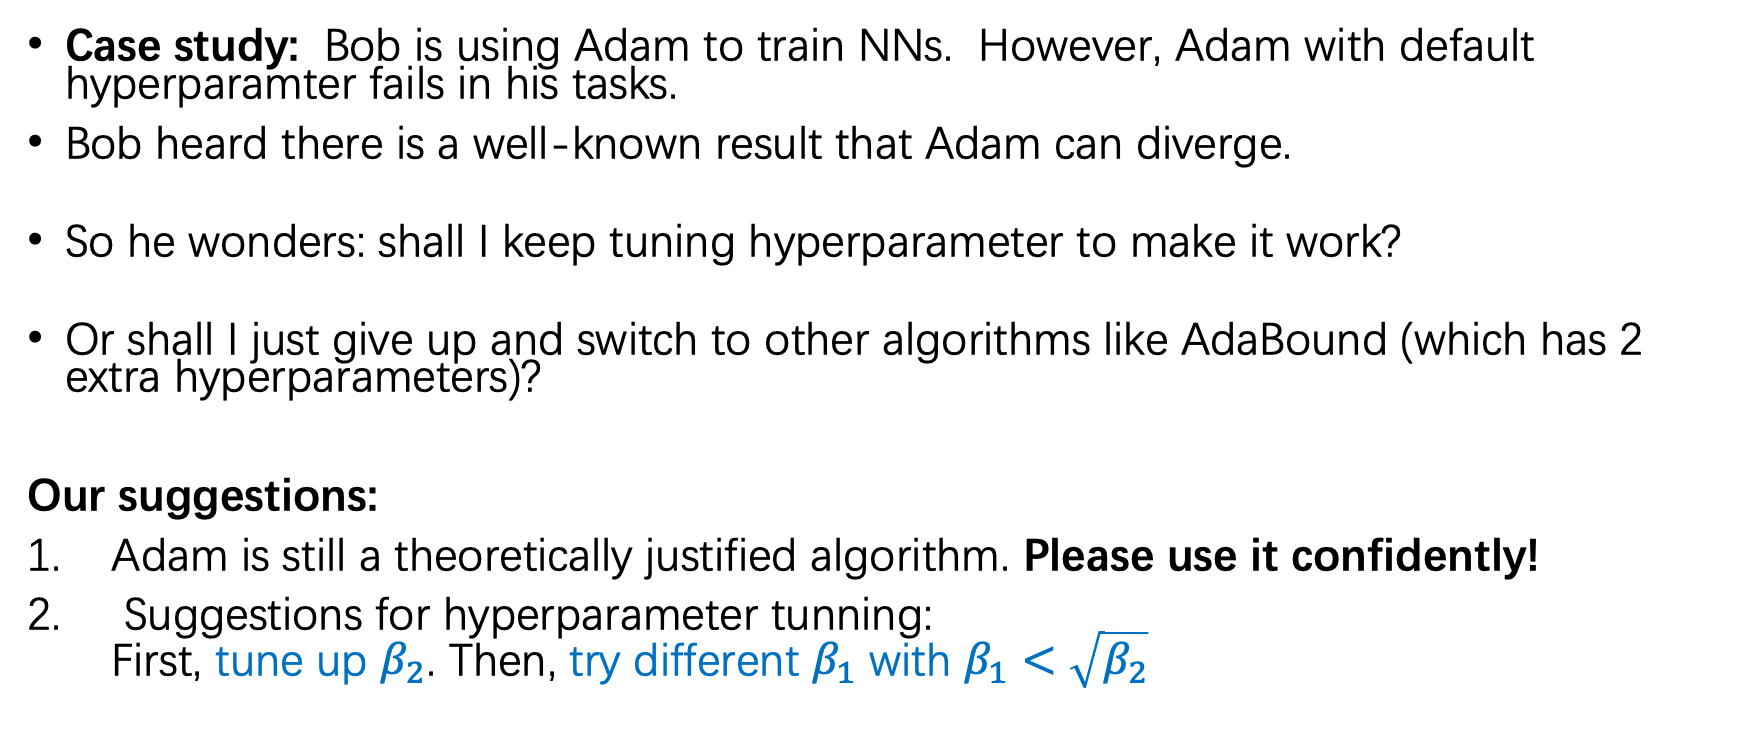 • Case study: Bob is using Adam to train NNs. However, Adam with default
hyperparamter fails in his tasks.
• Bob heard there is a well-known result that Adam can diverge.
• So he wonders: shall I keep tuning hyperparameter to make it work?
• Or shall I just give up and switch to other algorithms like AdaBound (which has 2
extra hyperparameters)?
Our suggestions:
1. Adam is still a theoretically justified algorithm. Please use it confidently!
2. Suggestions for hyperparameter tunning:
First, tune up β₂. Then, try different β₁ with β₁ < √β₂